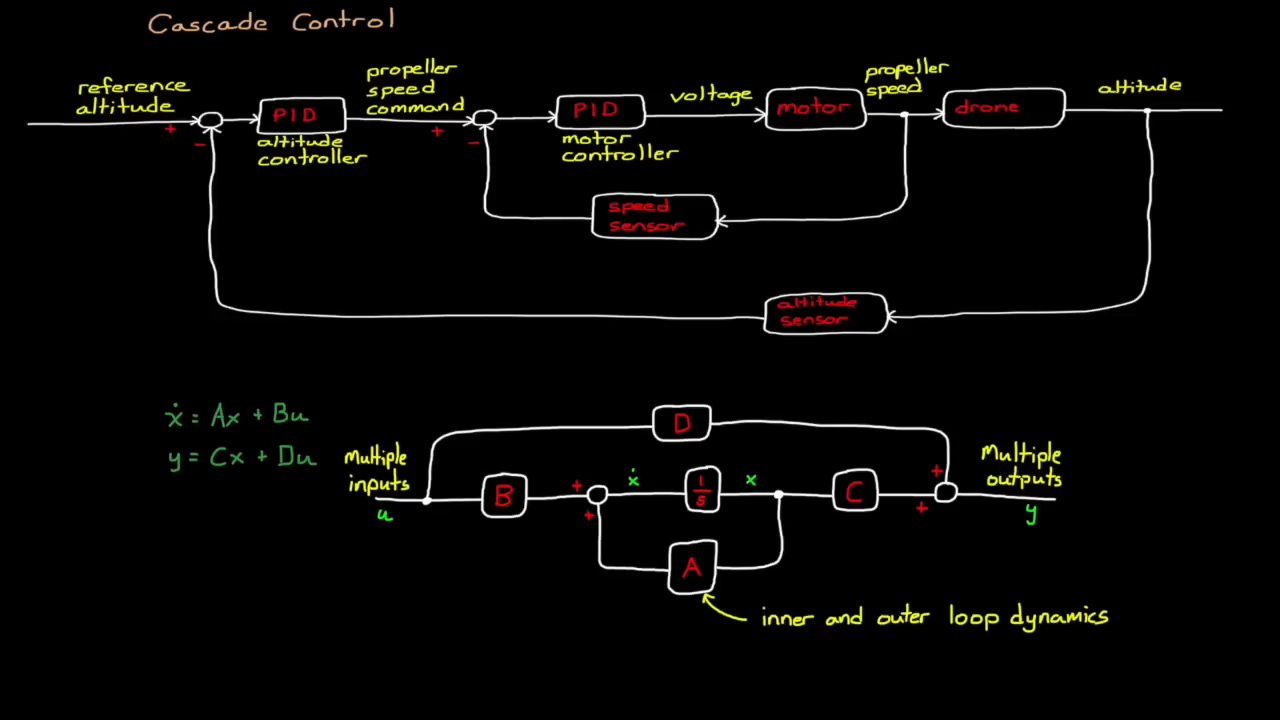 Cascade Control
reference
altitude
+
-
PID
altitude
controller
propeller
speed
command
+
-
PID
motor
controller
voltage
motor
propeller
speed
drone
altitude
speed
sensor
altitude
sensor
ẋ = Ax + Bu
y = Cx + Du
Multiple
inputs
u
B
+
+
ẋ
1/s
x
D
A
C
+
+
Multiple
outputs
y
inner and outer loop dynamics